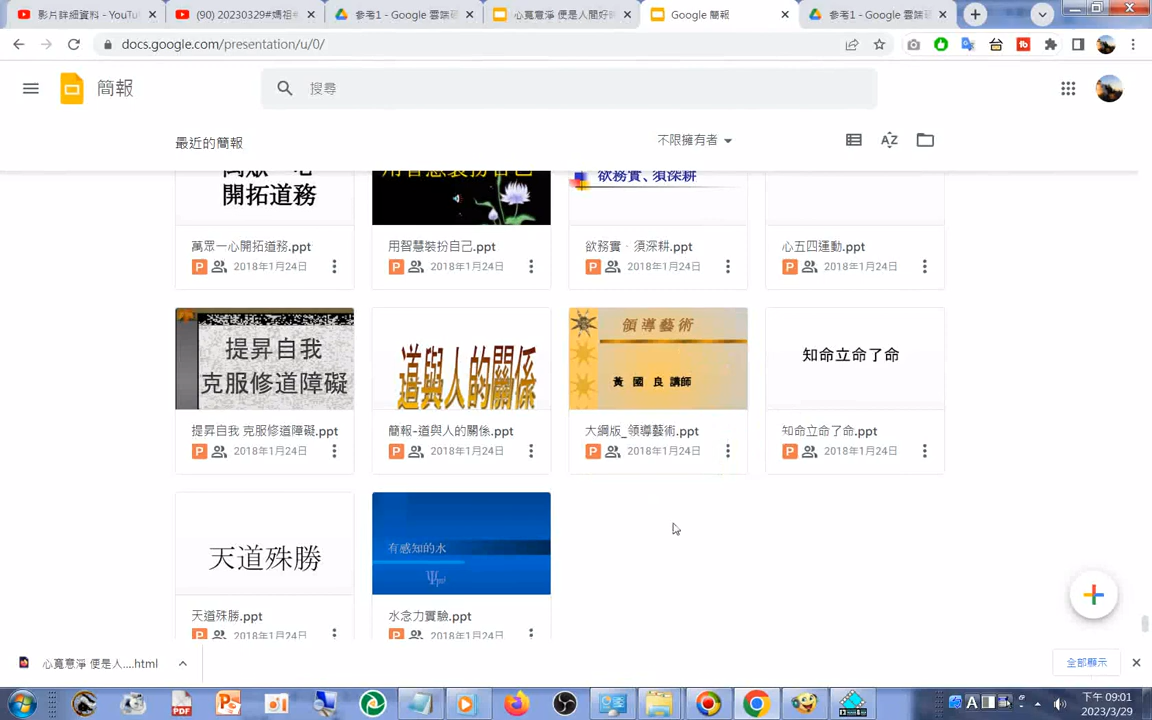 影片詳細資料 - YouTu
(90) 20230329#媽祖
參考1 - Google 雲端
心寬意淨 便是人間好
Google 簡報
參考1 - Google 雲端
docs.google.com/presentation/u/0/
簡報
搜尋
最近的簡報
不限擁有者
AZ
開拓道務
用智慧裝扮自己
欲務實、須深耕
萬眾一心開拓道務.ppt
用智慧裝扮自己.ppt
欲務實‧須深耕.ppt
心五四運動.ppt
P 2018年1月24日
P 2018年1月24日
P 2018年1月24日
P 2018年1月24日
提昇自我
克服修道障礙
道與人的關係
領導藝術
黃 國 良 講師
知命立命了命
提昇自我 克服修道障礙.ppt
簡報-道與人的關係.ppt
大綱版_領導藝術.ppt
知命立命了命.ppt
P 2018年1月24日
P 2018年1月24日
P 2018年1月24日
P 2018年1月24日
天道殊勝
有感知的水
天道殊勝.ppt
水念力實驗.ppt
P 2018年1月24日
P 2018年1月24日
心寬意淨 便是人....html
全部顯示
PDF
下午 09:01
2023/3/29